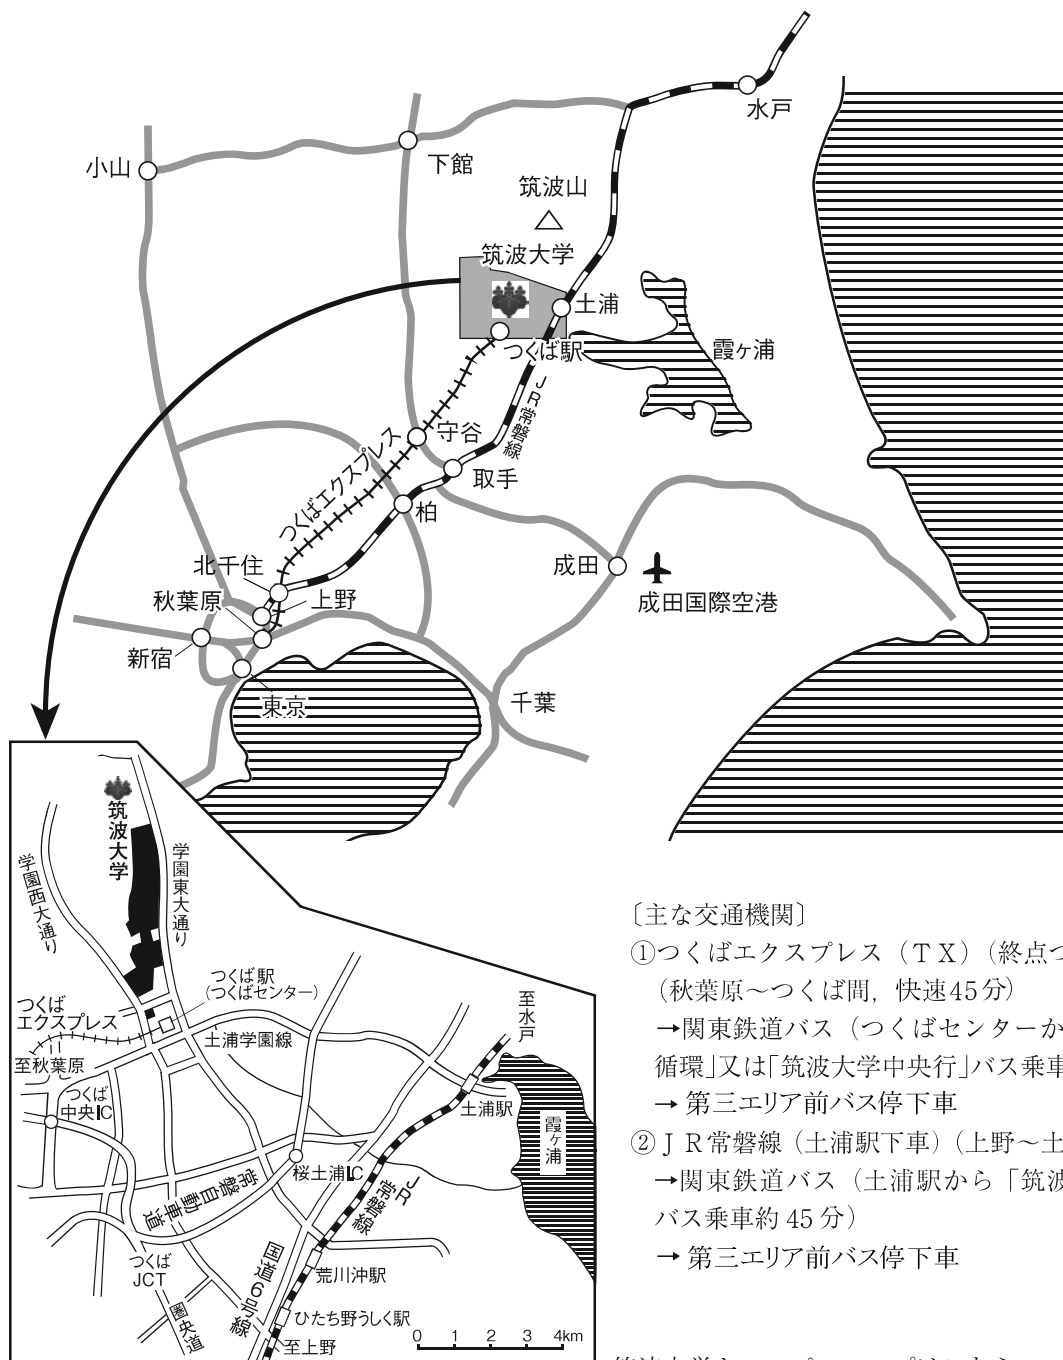 水戸
小山
下館
筑波山
筑波大学
土浦
つくば駅
霞ヶ浦
JR常磐線
守谷
つくばエクスプレス
取手
柏
北千住
成田
秋葉原
上野
成田国際空港
新宿
東京
千葉
筑波大学
学園西大通り
学園東大通り
つくば駅
(つくばセンター)
至水戸
つくば
エクスプレス
土浦学園線
至秋葉原
つくば
中央IC
土浦駅
霞ヶ浦
桜土浦IC
常磐自動車道
JR
常磐線
つくば
JCT
国道6号線
荒川沖駅
圏央道
ひたち野うしく駅
至上野
0 1 2 3 4km
〔主な交通機関〕
①つくばエクスプレス（TX）（終点つ
（秋葉原～つくば間，快速45分）
→関東鉄道バス（つくばセンターか
循環」又は「筑波大学中央行」バス乗車
→ 第三エリア前バス停下車
②ＪＲ常磐線（土浦駅下車）（上野～土
→関東鉄道バス（土浦駅から「筑波
バス乗車約 45 分）
→ 第三エリア前バス停下車